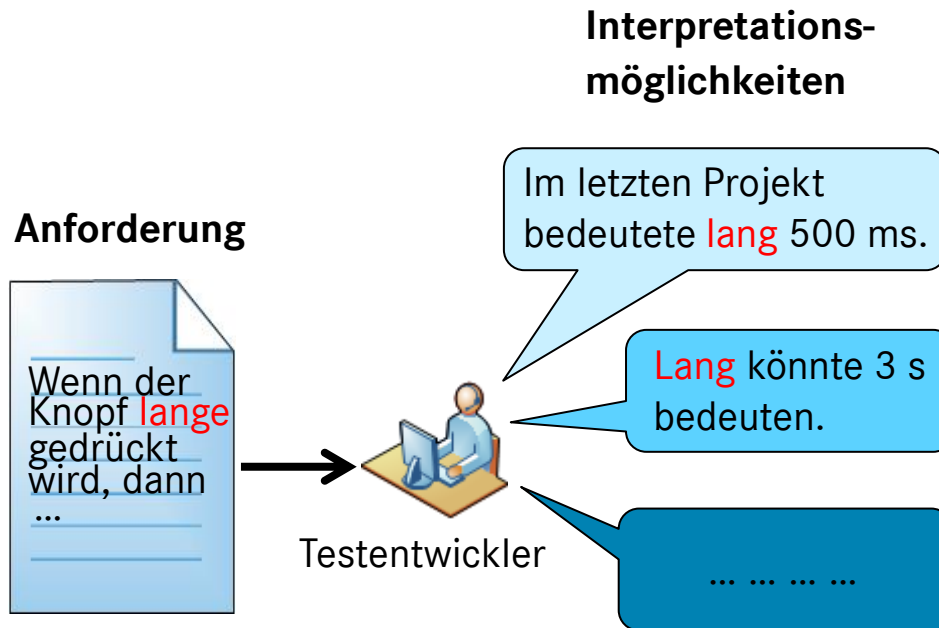 Interpretations-
möglichkeiten
Im letzten Projekt
bedeutete lang 500 ms.
Anforderung
Wenn der
Knopf lange
gedrückt
wird, dann
...
Lang könnte 3 s
bedeuten.
Testentwickler
... ... ... ...